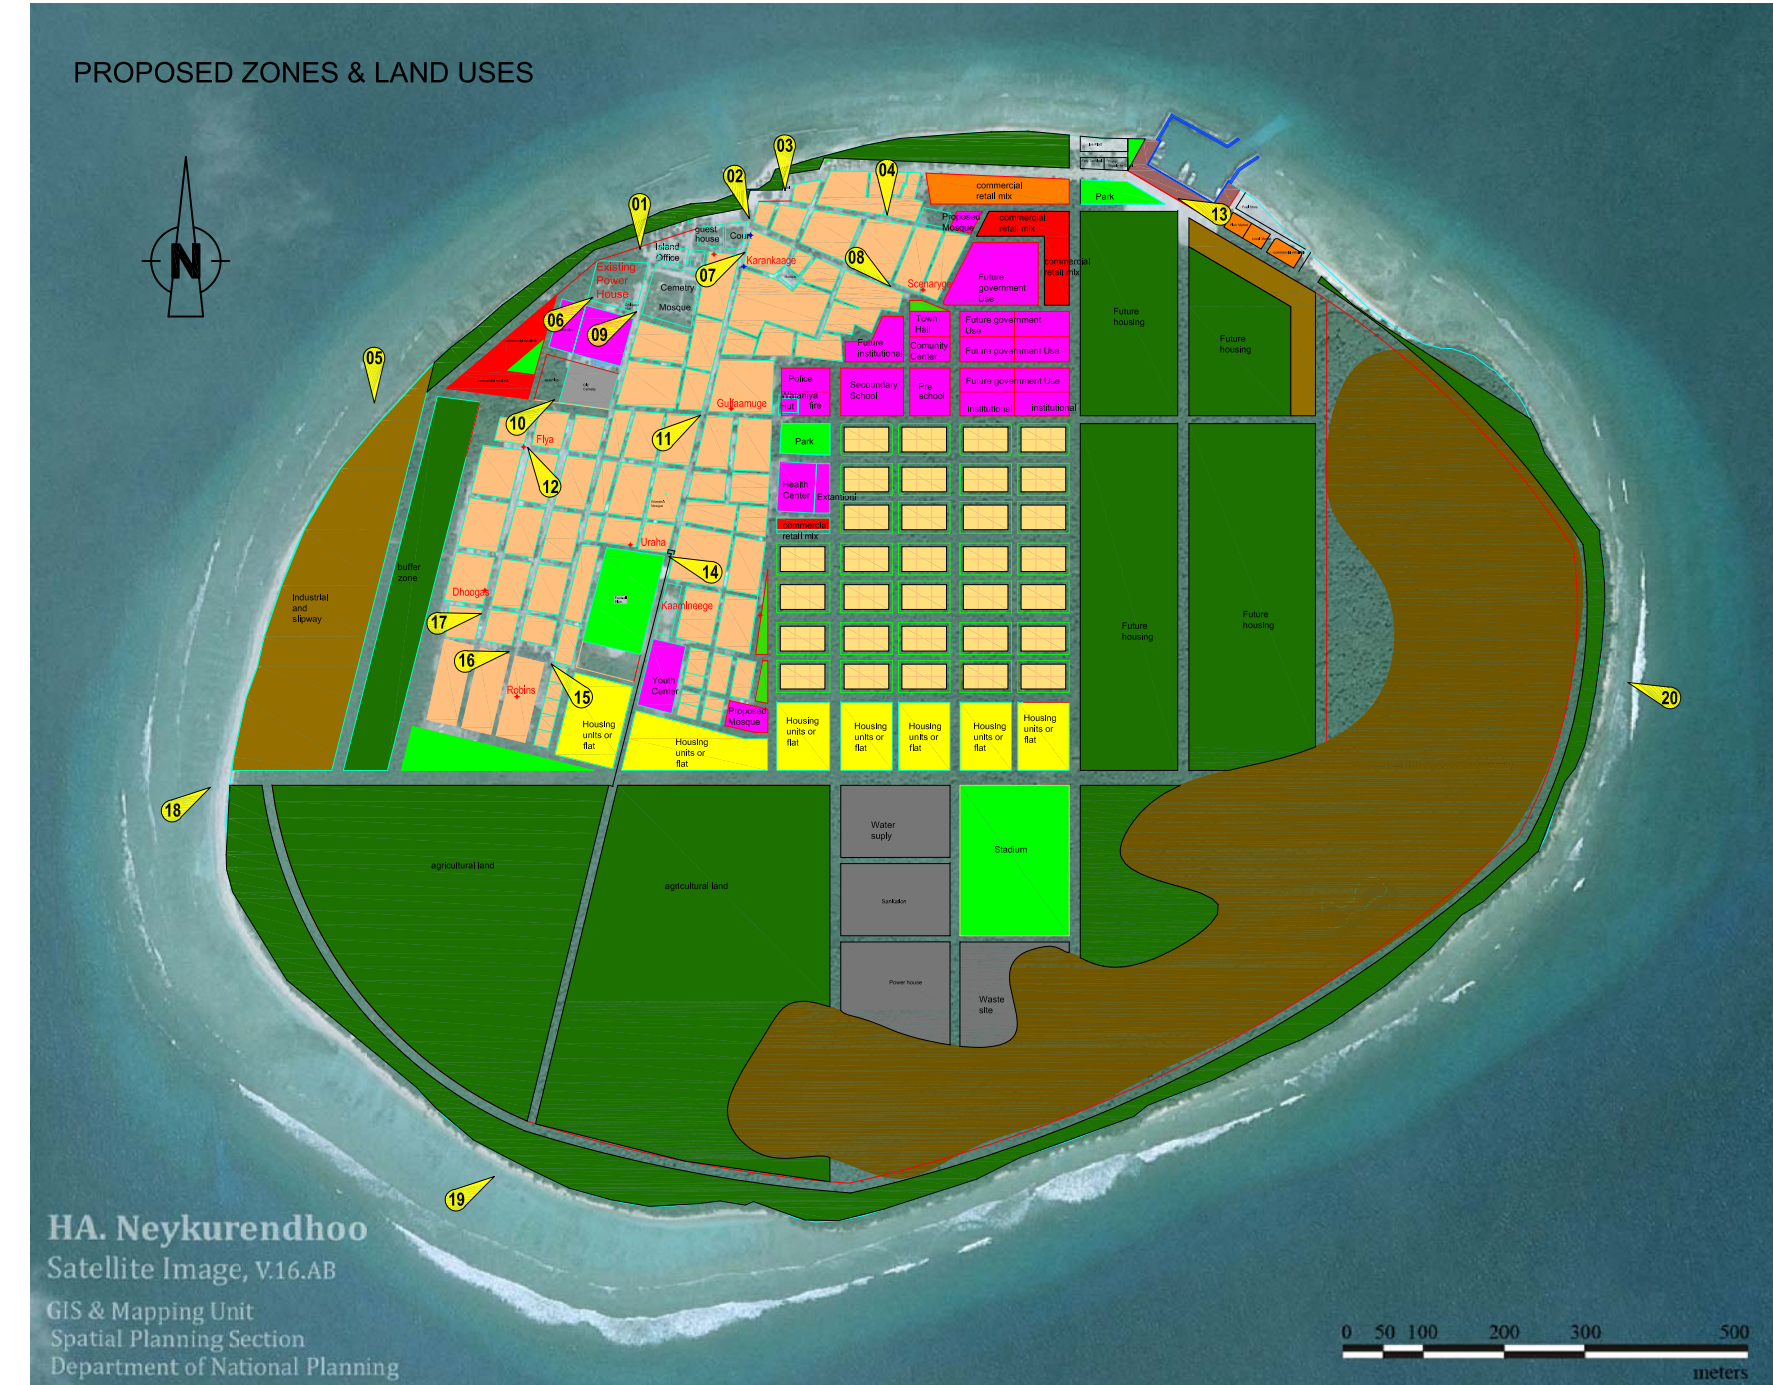 PROPOSED ZONES & LAND USES
N
01
02
03
04
05
06
07
08
09
10
11
12
13
14
15
16
17
18
19
20
guest
house
Court
Island
Office
Existing
Power
House
Cemetry
Mosque
Karankaage
Scenaryge
commercial
retail mix
Park
Proposed
Mosque
commercial
retail mix
commercial
retail mix
Future
government
Use
Town
Hall
Comunity
Center
Future
institutional
Future government
Use
Future government Use
Future government Use
Institutional
institutional
Police
Wataniya
Hut
fire
Secoundary
School
Pre
school
Gulfaamuge
Park
Health
Center
Extantioni
commercial
retail mix
Future
housing
Future
housing
Future
housing
Future
housing
Flya
Uraha
Dhoogas
Kaamineege
Robins
buffer
zone
Industrial
and
slipway
Youth
Center
Proposed
Mosque
Housing
units or
flat
Housing
units or
flat
Housing
units or
flat
Housing
units or
flat
Housing
units or
flat
Housing
units or
flat
Housing
units or
flat
agricultural land
agricultural land
Water
suply
Sanitation
Power house
Waste
site
Stadium
HA. Neykurendhoo
Satellite Image, V.16.AB
GIS & Mapping Unit
Spatial Planning Section
Department of National Planning
0 50 100 200 300 500
meters